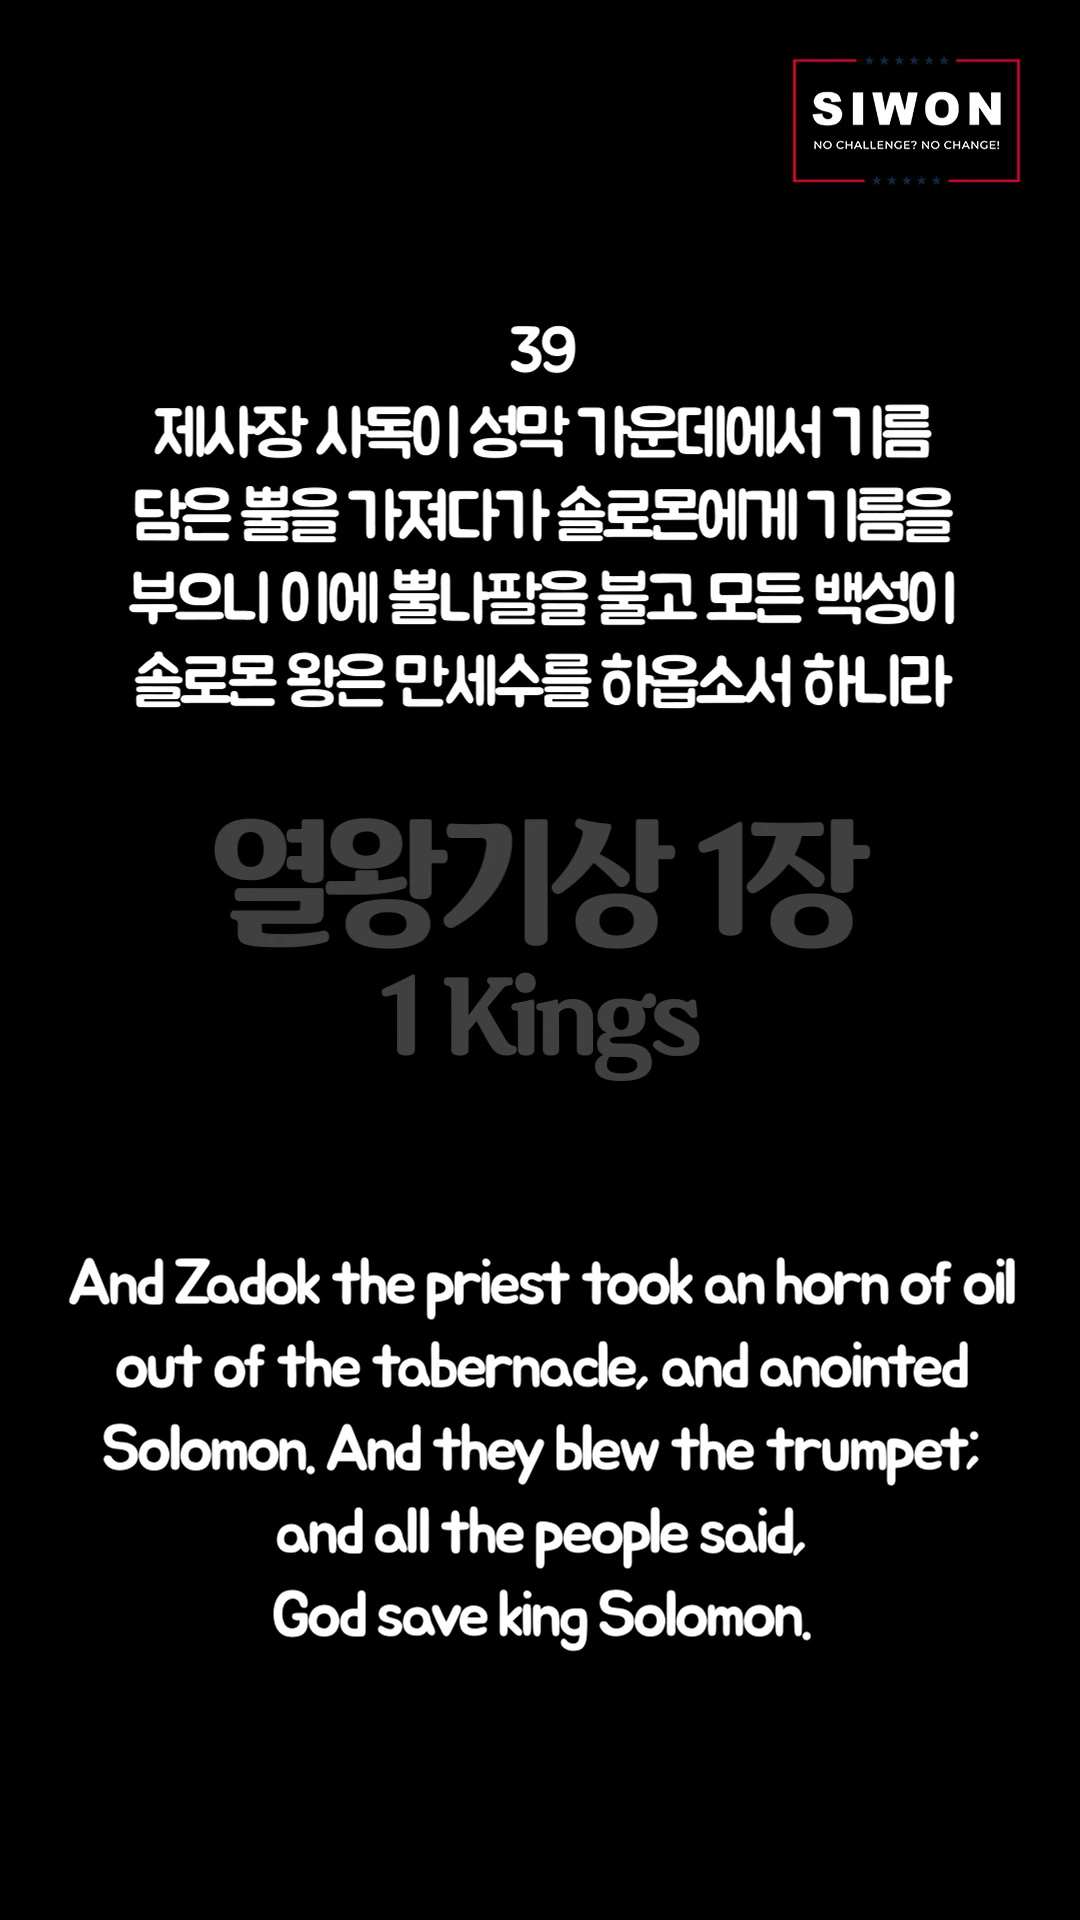 SIWON
NO CHALLENGE? NO CHANGE!
39
제사장 사독이 성막 가운데에서 기름
담은 뿔을 가져다가 솔로몬에게 기름을
부으니 이에 뿔나팔을 불고 모든 백성이
솔로몬 왕은 만세수를 하옵소서 하니라
열왕기상 1장
1 Kings
And Zadok the priest took an horn of oil
out of the tabernacle, and anointed
Solomon. And they blew the trumpet;
and all the people said,
God save king Solomon.